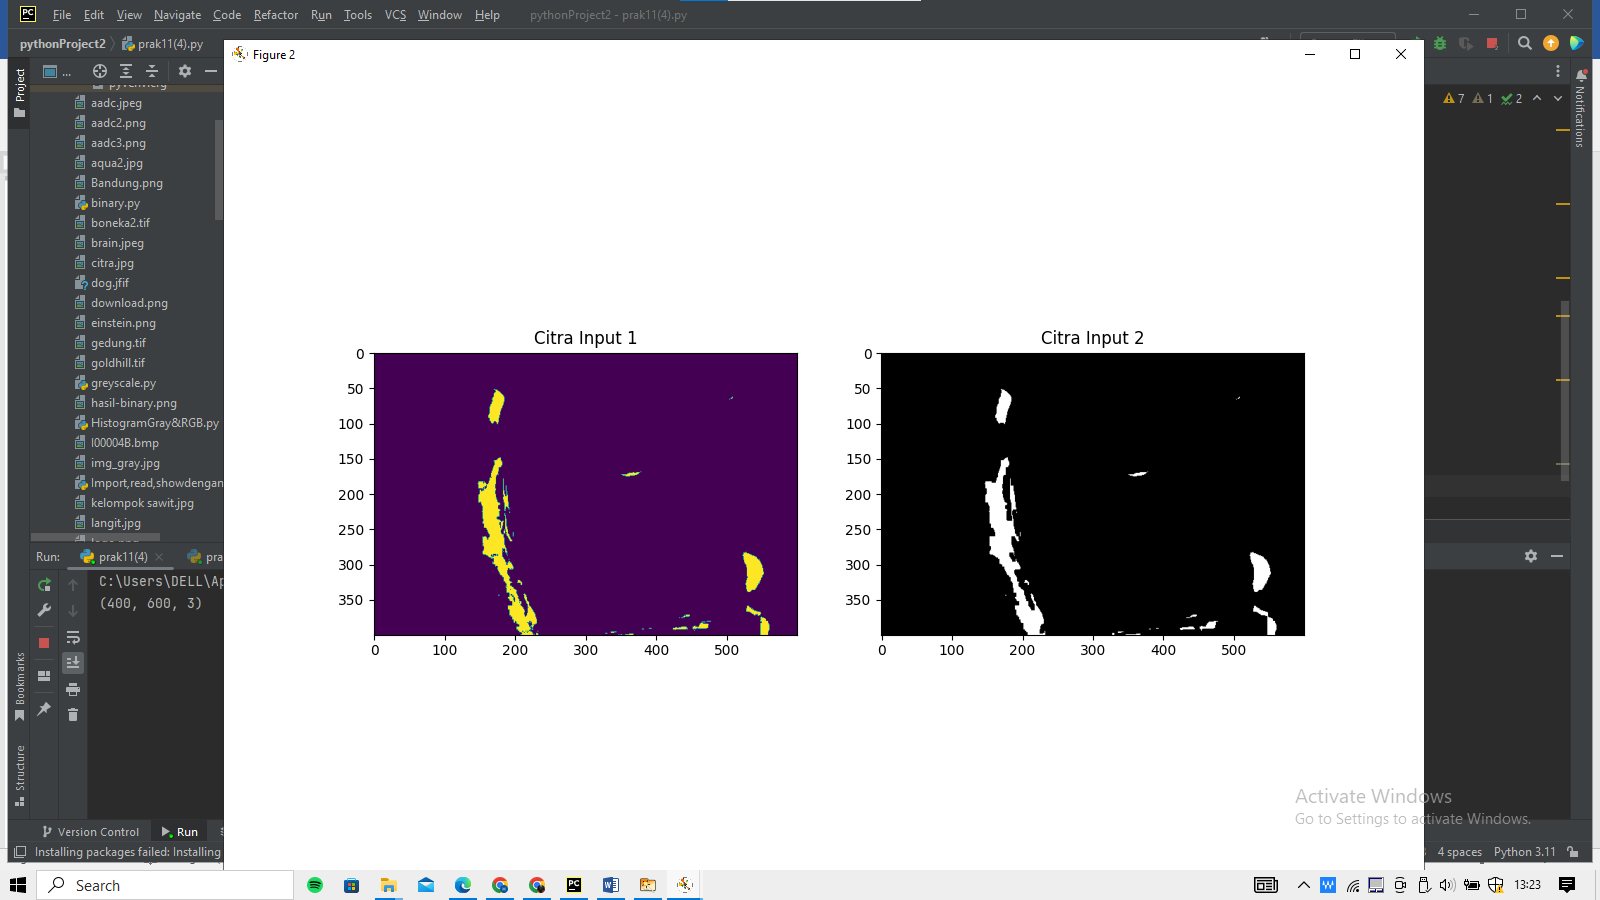 PC File Edit View Navigate Code Refactor Run Tools VCS Window Help pythonProject2 - prak11(4).py
pythonProject2 prak11(4).py
Figure 2
Project
...
aadc.jpeg
aadc2.png
aadc3.png
aqua2.jpg
Bandung.png
binary.py
boneka2.tif
brain.jpeg
citra.jpg
dog.jfif
download.png
einstein.png
gedung.tif
goldhill.tif
greyscale.py
hasil-binary.png
HistogramGray&RGB.py
I00004B.bmp
img_gray.jpg
Import,read,showdengan
kelompok sawit.jpg
langit.jpg
7 1 2
Notifications
Citra Input 1
0
50
100
150
200
250
300
350
0 100 200 300 400 500
Citra Input 2
0
50
100
150
200
250
300
350
0 100 200 300 400 500
Run: prak11(4) pra
C:\Users\DELL\Ap
(400, 600, 3)
Bookmarks
Structure
Activate Windows
Go to Settings to activate Windows.
Version Control Run
Installing packages failed: Installing
4 spaces Python 3.11
Search
PC
W
13:23